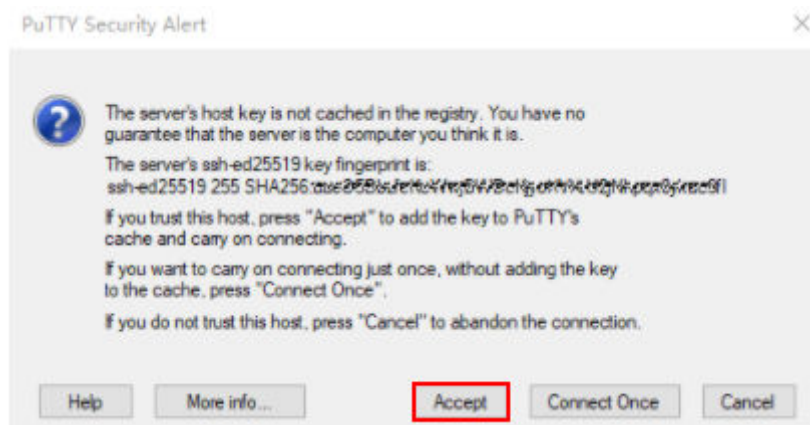 PuTTY Security Alert
The server's host key is not cached in the registry. You have no
guarantee that the server is the computer you think it is.
The server's ssh-ed25519 key fingerprint is:
ssh-ed25519 255 SHA256:
If you trust this host, press "Accept" to add the key to PuTTY's
cache and carry on connecting.
If you want to carry on connecting just once, without adding the key
to the cache, press "Connect Once".
If you do not trust this host, press "Cancel" to abandon the connection.
Help More info... Accept Connect Once Cancel